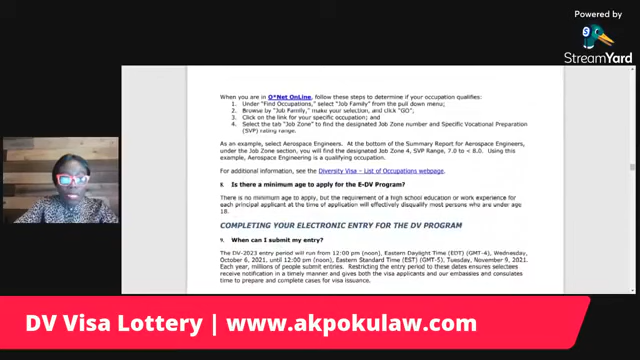 Powered by
StreamYard
When you are in O*Net OnLine, follow these steps to determine if your occupation qualifies:
1. Under "Find Occupations," select "Job Family" from the pull down menu;
2. Browse by "Job Family," make your selection, and click "GO";
3. Click on the link for your specific occupation; and
4. Select the tab "Job Zone" to find the designated Job Zone number and Specific Vocational Preparation
(SVP) rating range.
As an example, select Aerospace Engineers. At the bottom of the Summary Report for Aerospace Engineers,
under the Job Zone section, you will find the designated Job Zone 4, SVP Range, 7.0 to < 8.0. Using this
example, Aerospace Engineering is a qualifying occupation.
For additional information, see the Diversity Visa – List of Occupations webpage.
8. Is there a minimum age to apply for the E-DV Program?
There is no minimum age to apply, but the requirement of a high school education or work experience for
each principal applicant at the time of application will effectively disqualify most persons who are under age
18.
COMPLETING YOUR ELECTRONIC ENTRY FOR THE DV PROGRAM
9. When can I submit my entry?
The DV-2023 entry period will run from 12:00 pm (noon), Eastern Daylight Time (EDT) (GMT-4), Wednesday,
October 6, 2021, until 12:00 pm (noon), Eastern Standard Time (EST) (GMT-5), Tuesday, November 9, 2021.
Each year, millions of people submit entries. Restricting the entry period to these dates ensures selectees
receive notification in a timely manner and gives both the visa applicants and our embassies and consulates
time to prepare and complete cases for visa issuance.
DV Visa Lottery | www.akpokulaw.com